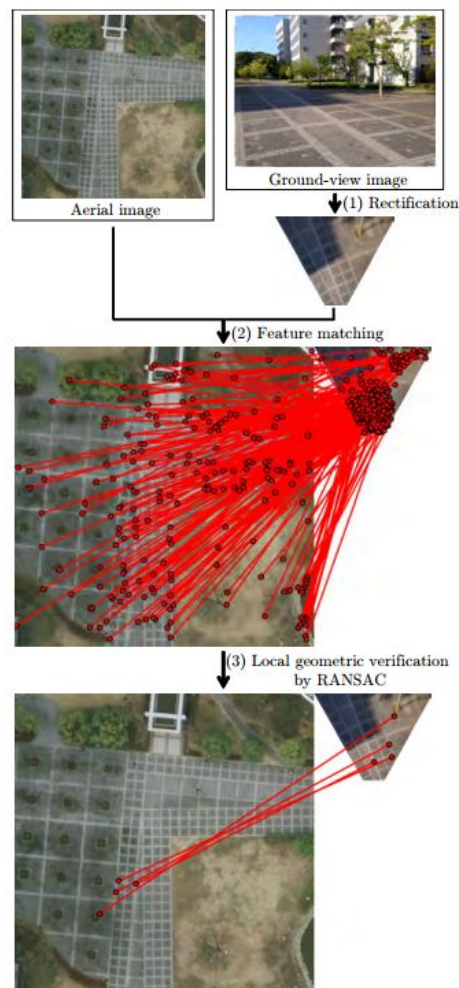 Aerial image
Ground-view image
(1) Rectification
(2) Feature matching
(3) Local geometric verification
by RANSAC